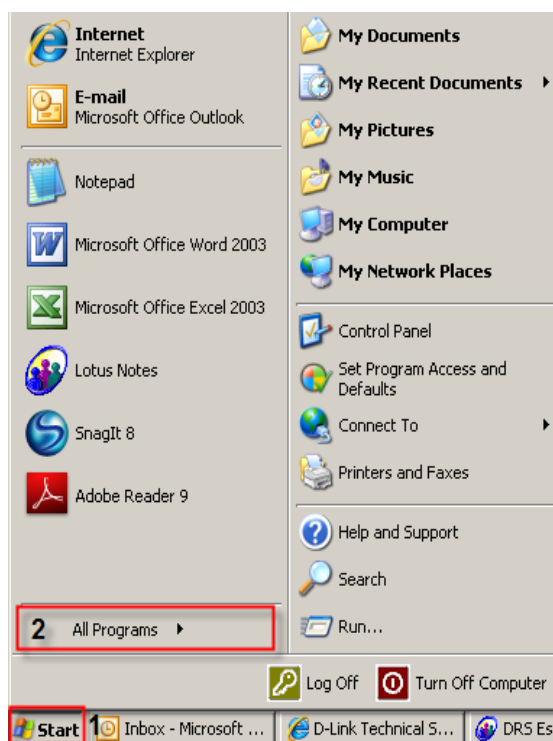 Internet
Internet Explorer
E-mail
Microsoft Office Outlook
Notepad
Microsoft Office Word 2003
Microsoft Office Excel 2003
Lotus Notes
SnagIt 8
Adobe Reader 9
2 All Programs
My Documents
My Recent Documents
My Pictures
My Music
My Computer
My Network Places
Control Panel
Set Program Access and
Defaults
Connect To
Printers and Faxes
Help and Support
Search
Run...
Log Off
Turn Off Computer
Start 1
Inbox - Microsoft ...
D-Link Technical S...
DRS Es